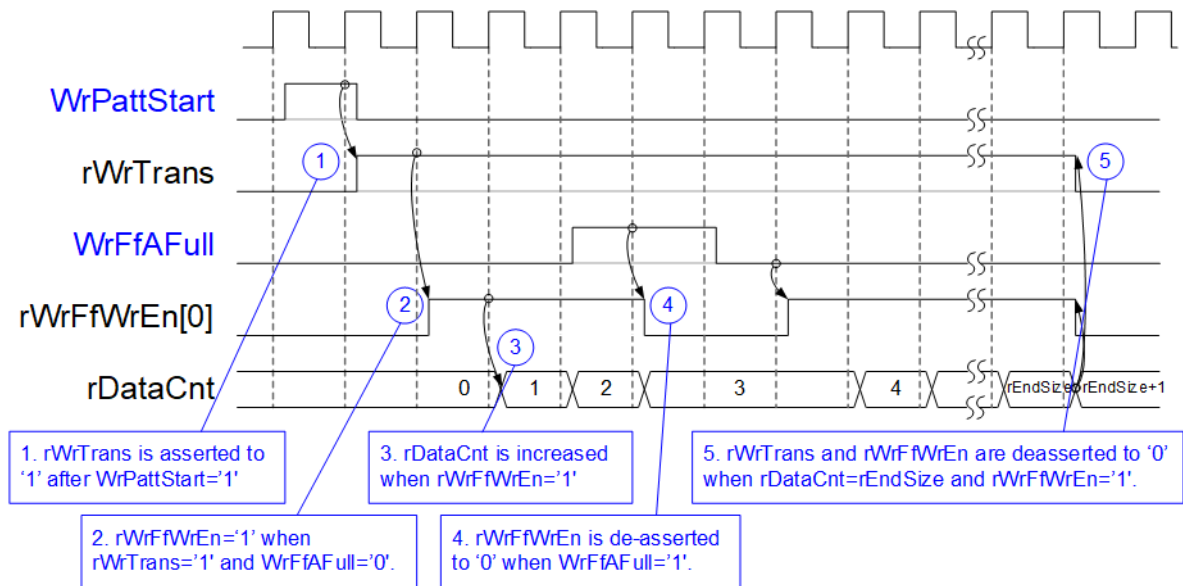 WrPattStart
rWrTrans
1
5
WrFfAFull
rWrFfWrEn[0]
2
4
3
rDataCnt
0
1
2
3
4
rEndSize
rEndSize+1
1. rWrTrans is asserted to
‘1’ after WrPattStart='1'
3. rDataCnt is increased
when rWrFfWrEn='1'
5. rWrTrans and rWrFfWrEn are deasserted to ‘0’
when rDataCnt=rEndSize and rWrFfWrEn='1'.
2. rWrFfWrEn=‘1’ when
rWrTrans=’1' and WrFfAFull=’0'.
4. rWrFfWrEn is de-asserted
to ‘0’ when WrFfAFull=’1'.